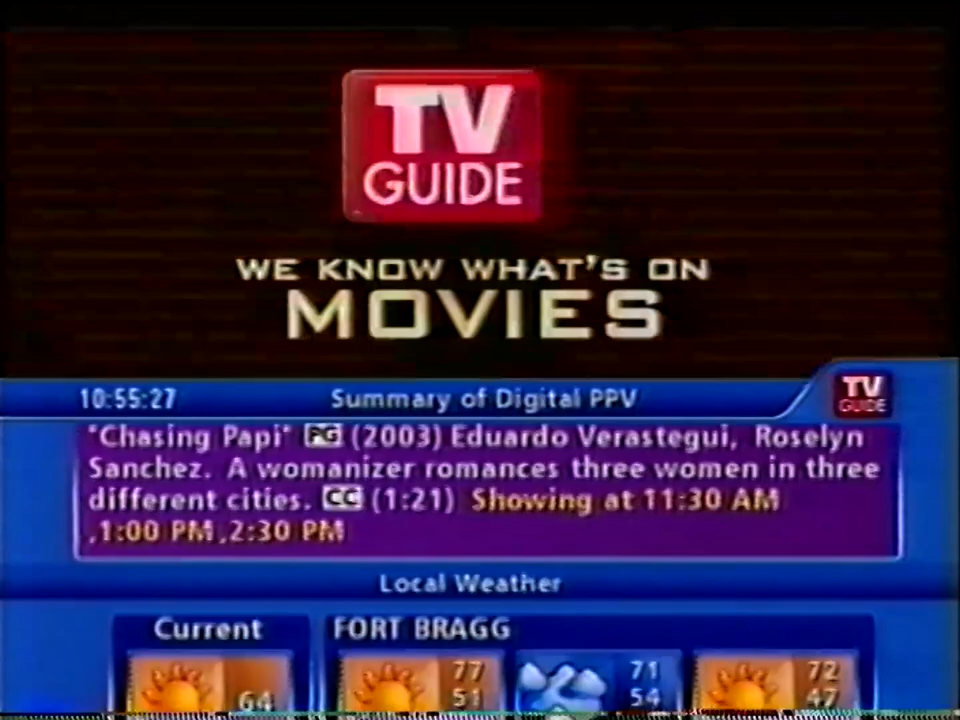 TV
GUIDE
WE KNOW WHAT'S ON
MOVIES
10:55:27 Summary of Digital PPV TV GUIDE
"Chasing Papi" PG (2003) Eduardo Verastegui, Roselyn
Sanchez. A womanizer romances three women in three
different cities. CC (1:21) Showing at 11:30 AM
,1:00 PM,2:30 PM
Local Weather
Current FORT BRAGG
64 77 71 72
51 54 47